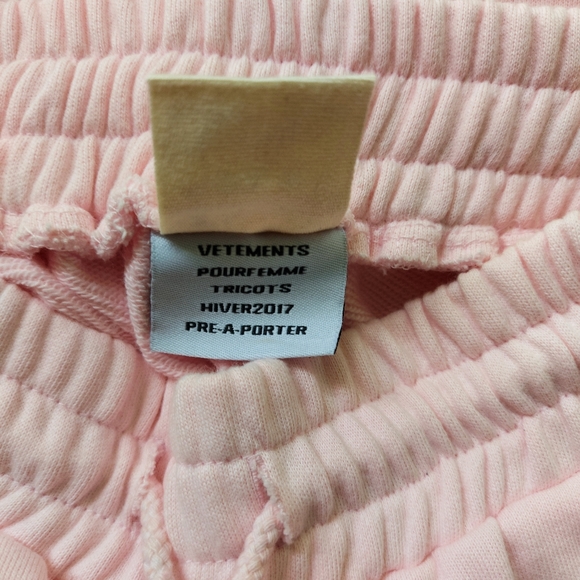 VETEMENTS
POURFEMME
TRICOTS
HIVER2017
PRE-A-PORTER